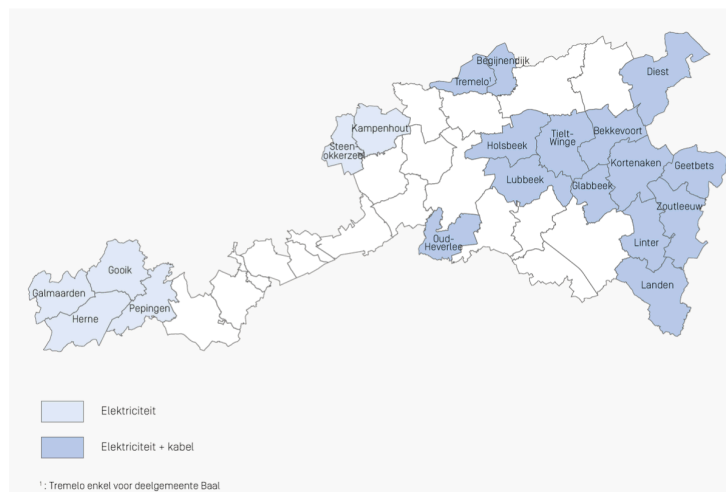 Begijnendijk
Tremelo¹
Diest
Kampenhout
Steen
okkerzeel
Holsbeek
Tielt-
Winge
Bekkevoort
Kortenaken
Geetbets
Lubbeek
Glabbeek
Zoutleeuw
Oud-
Heverlee
Linter
Landen
Gooik
Galmaarden
Herne
Pepingen
Elektriciteit
Elektriciteit + kabel
¹ : Tremelo enkel voor deelgemeente Baal